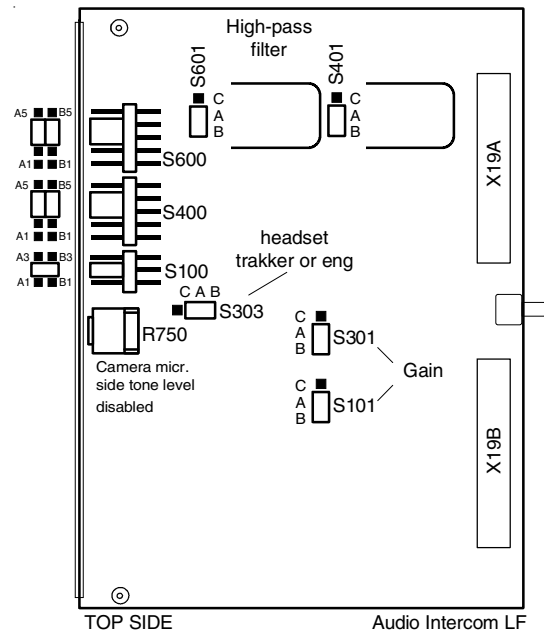 High-pass
filter
S601
S401
C
A
B
C
A
B
A5
B5
A1
B1
S600
A5
B5
A1
B1
S400
A3
B3
A1
B1
S100
headset
trakker or eng
C A B
S303
R750
Camera micr.
side tone level
disabled
C
A
B
S301
Gain
C
A
B
S101
X19A
X19B
TOP SIDE
Audio Intercom LF